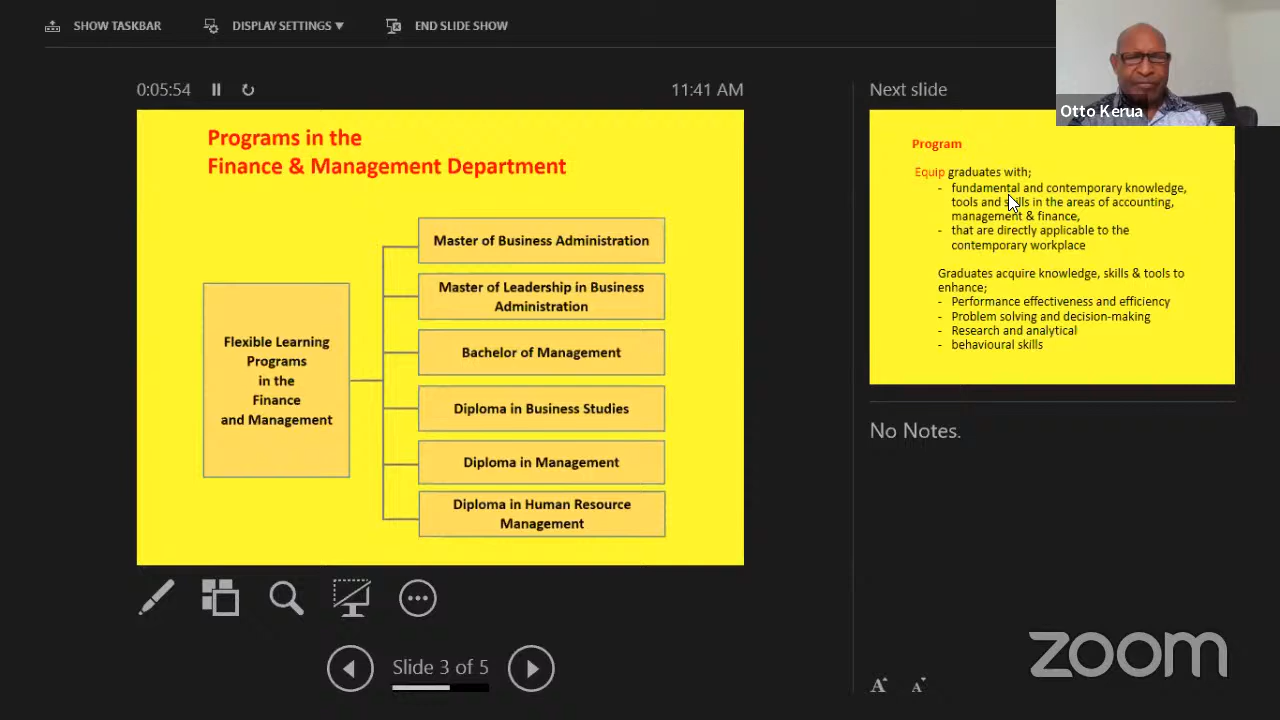 SHOW TASKBAR
DISPLAY SETTINGS
END SLIDE SHOW
0:05:54
11:41 AM
Programs in the
Finance & Management Department
Flexible Learning
Programs
in the
Finance
and Management
Master of Business Administration
Master of Leadership in Business
Administration
Bachelor of Management
Diploma in Business Studies
Diploma in Management
Diploma in Human Resource
Management
Slide 3 of 5
Next slide
Otto Kerua
Program
Equip graduates with;
- fundamental and contemporary knowledge,
tools and skills in the areas of accounting,
management & finance,
- that are directly applicable to the
contemporary workplace
Graduates acquire knowledge, skills & tools to
enhance;
- Performance effectiveness and efficiency
- Problem solving and decision-making
- Research and analytical
- behavioural skills
No Notes.
A A
zoom